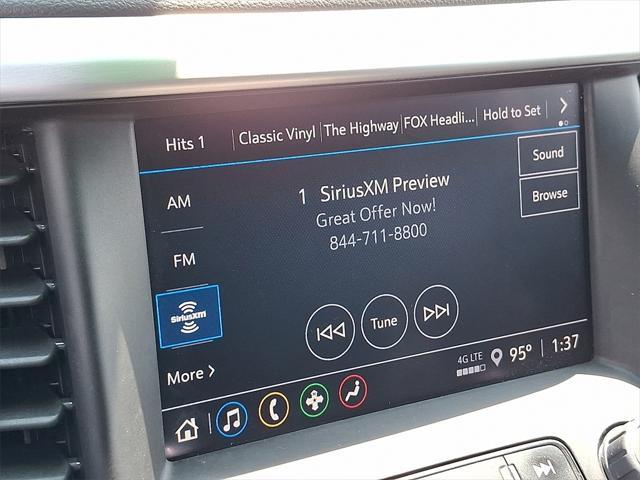 Hits 1
Classic Vinyl
The Highway
FOX Headli...
Hold to Set
AM
FM
SiriusXM
More
1 SiriusXM Preview
Great Offer Now!
844-711-8800
Sound
Browse
Tune
4G LTE
95°
1:37